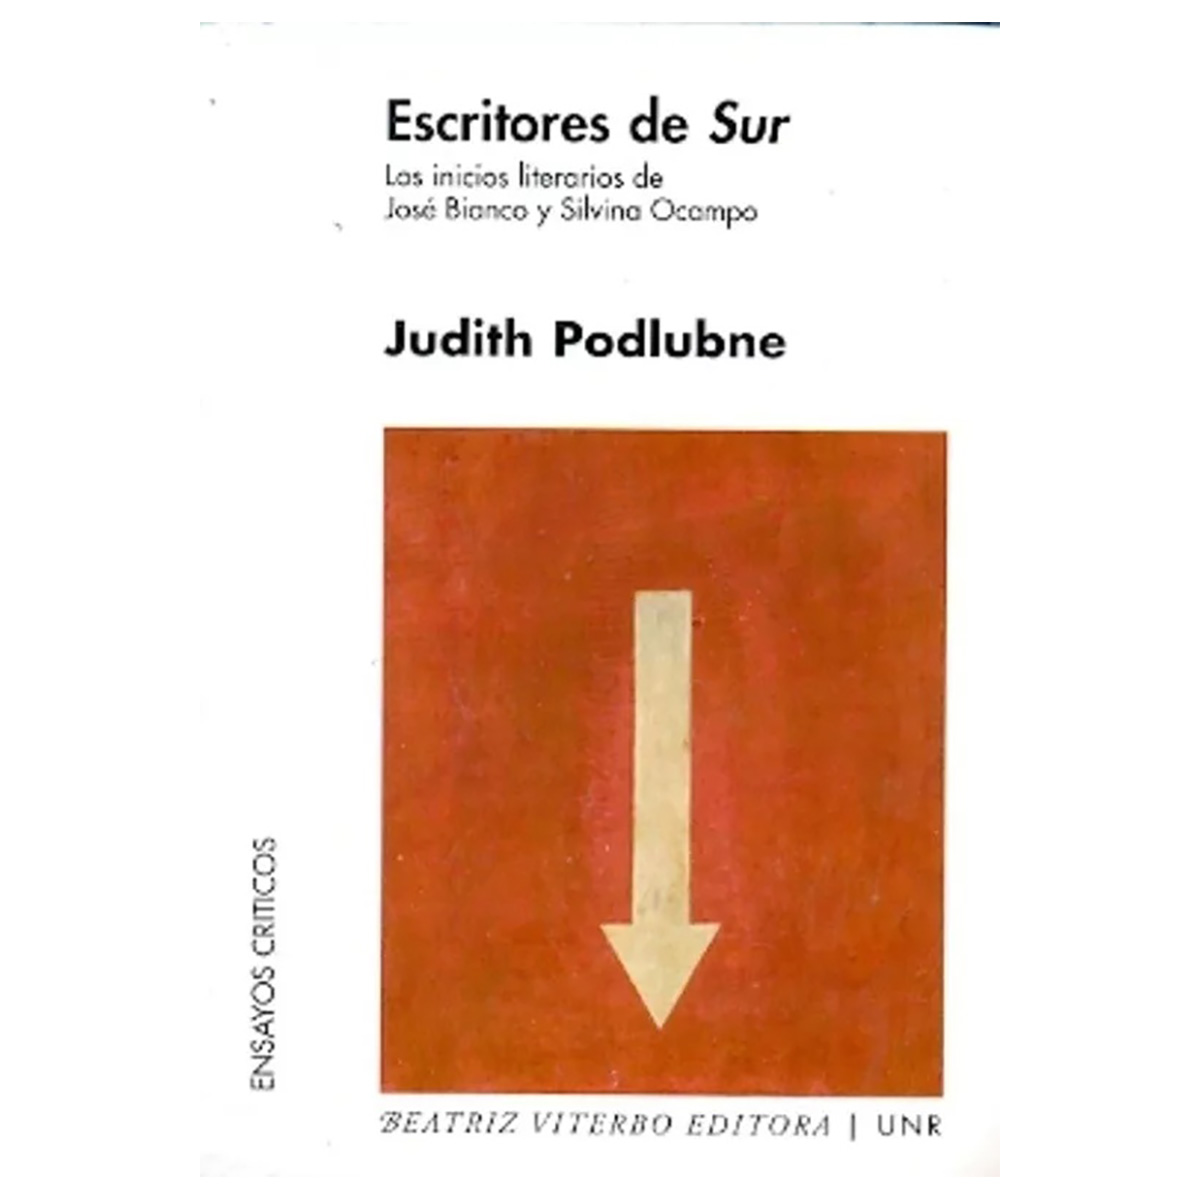 Escritores de Sur
Los inicios literarios de
José Bianco y Silvina Ocampo
Judith Podlubne
ENSAYOS CRITICOS
BEATRIZ VITERBO EDITORA | UNR